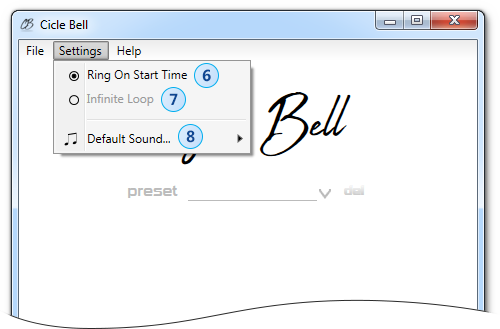 CB Cicle Bell
File Settings Help
Ring On Start Time 6
Infinite Loop 7
Default Sound... 8
Bell
preset del